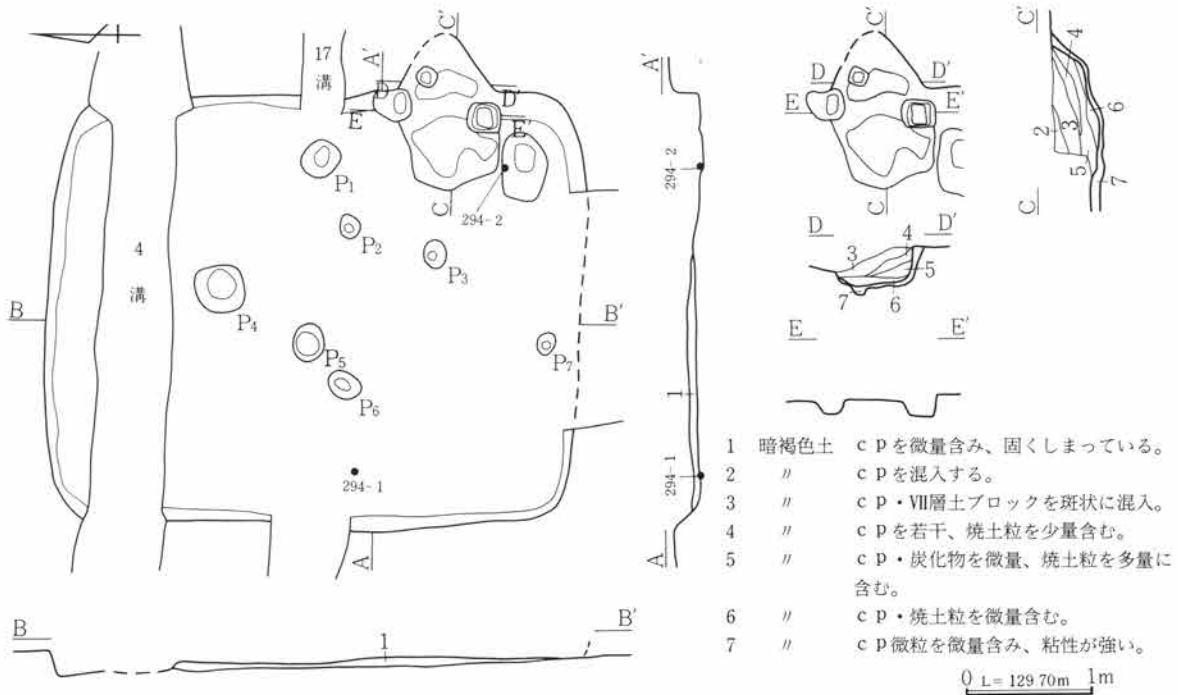 17
溝
A'
C'
D
D'
E
E'
C
294-2
P1
P2
P3
4
溝
P4
B
B'
P5
P6
P7
294-1
A
A'
294-2
1
294-1
A
C'
D
D'
E
E'
C
C'
4
2
3
6
5
7
C
D
D'
3
4
5
7
6
E
E'
B
1
B'
1 暗褐色土 cpを微量含み、固くしまっている。
2 〃 cpを混入する。
3 〃 cp・Ⅶ層土ブロックを斑状に混入。
4 〃 cpを若干、焼土粒を少量含む。
5 〃 cp・炭化物を微量、焼土粒を多量に
含む。
6 〃 cp・焼土粒を微量含む。
7 〃 cp微粒を微量含み、粘性が強い。
0 L=129.70m 1m